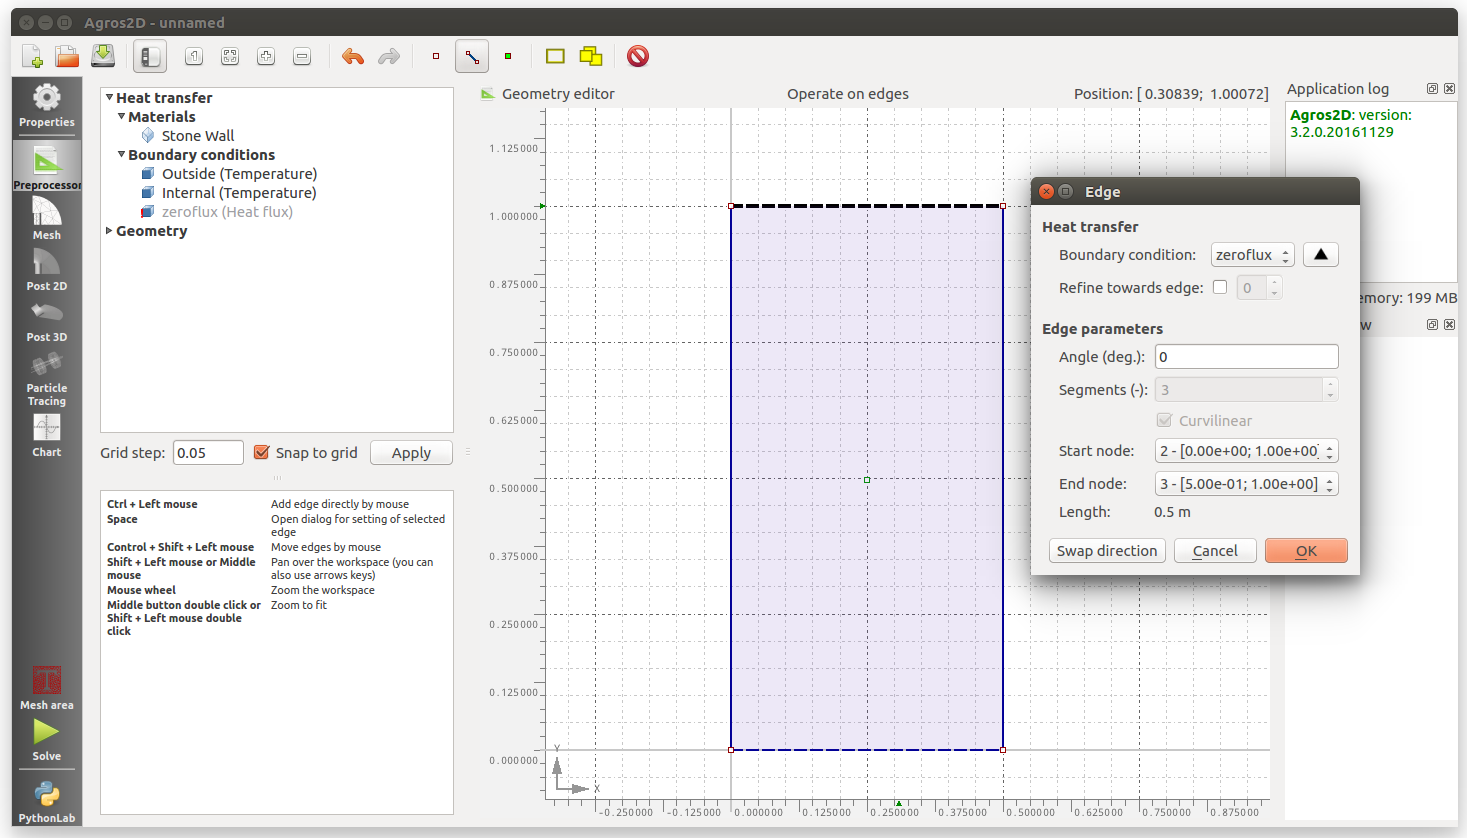 Agros2D - unnamed
1
Properties
Preprocessor
Mesh
Post 2D
Post 3D
Particle
Tracing
Chart
Mesh area
Solve
PythonLab
Heat transfer
Materials
Stone Wall
Boundary conditions
Outside (Temperature)
Internal (Temperature)
zeroflux (Heat flux)
Geometry
Grid step: 0.05 Snap to grid Apply
Ctrl + Left mouse Add edge directly by mouse
Space Open dialog for setting of selected
edge
Control + Shift + Left mouse Move edges by mouse
Shift + Left mouse or Middle Pan over the workspace (you can
mouse also use arrows keys)
Mouse wheel Zoom the workspace
Middle button double click or Zoom to fit
Shift + Left mouse double
click
Geometry editor Operate on edges Position: [ 0.30839; 1.00072]
1.125000
1.000000
0.875000
0.750000
0.625000
0.500000
0.375000
0.250000
0.125000
0.000000
Y
X
-0.250000 -0.125000 0.000000 0.125000 0.250000 0.375000 0.500000 0.625000 0.750000 0.875000
Application log
Agros2D: version:
3.2.0.20161129
emory: 199 MB
w
Edge
Heat transfer
Boundary condition: zeroflux
Refine towards edge: 0
Edge parameters
Angle (deg.): 0
Segments (-): 3
Curvilinear
Start node: 2 - [0.00e+00; 1.00e+00]
End node: 3 - [5.00e-01; 1.00e+00]
Length: 0.5 m
Swap direction Cancel OK